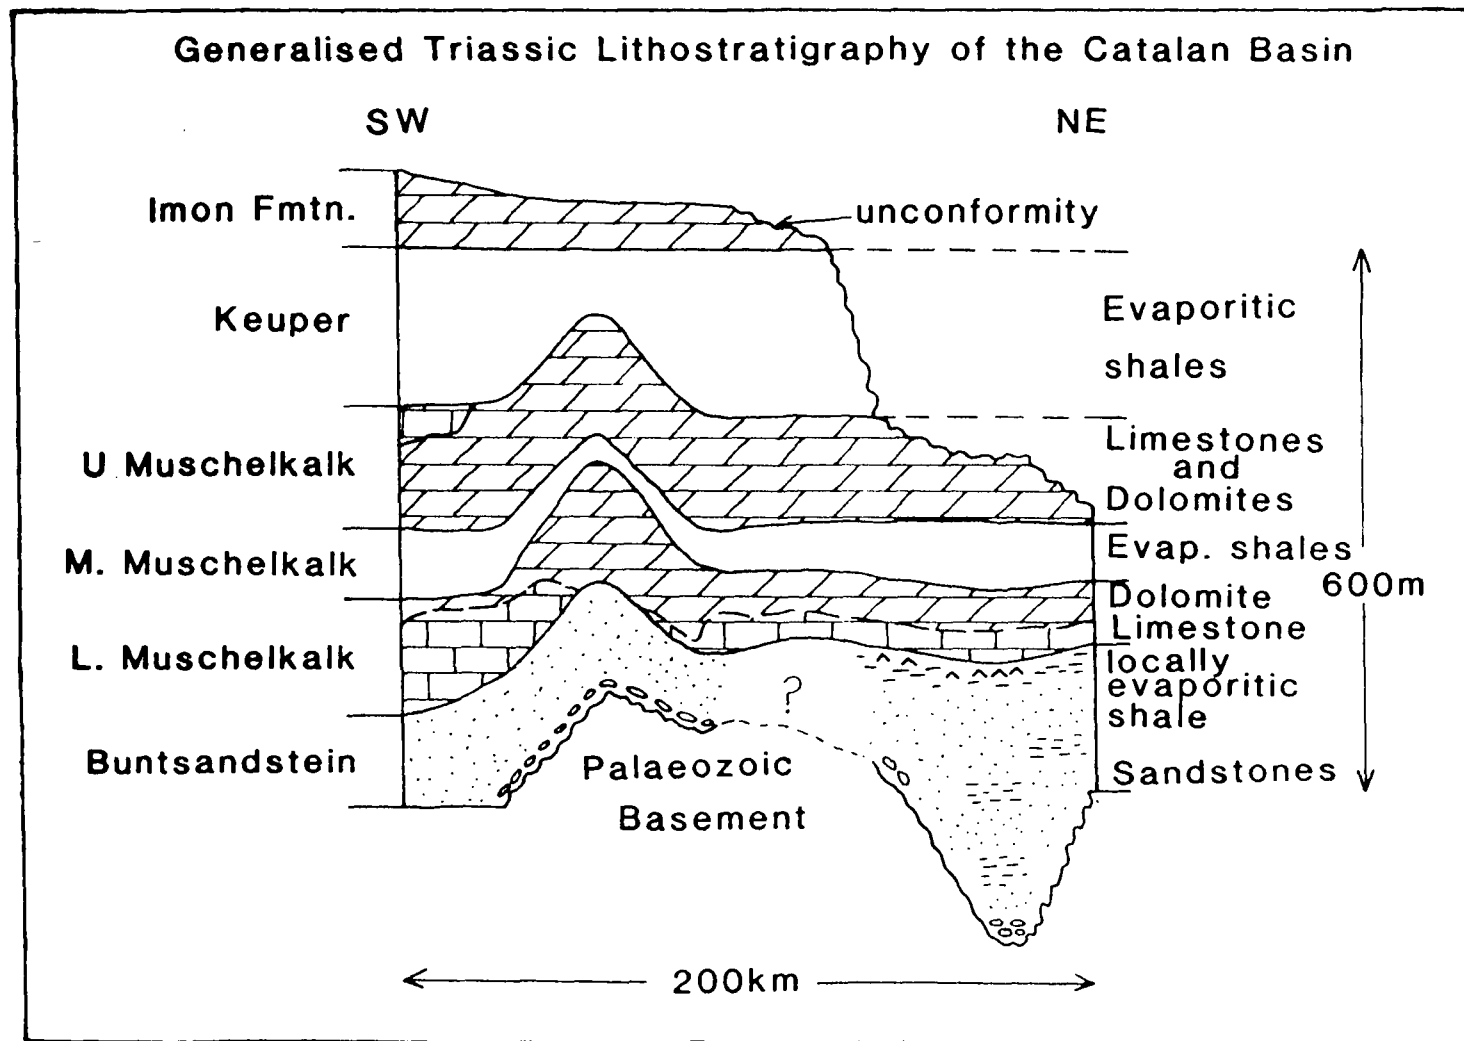 Generalised Triassic Lithostratigraphy of the Catalan Basin
SW
NE
Imon Fmtn.
unconformity
Keuper
Evaporitic
shales
U Muschelkalk
Limestones
and
Dolomites
M. Muschelkalk
Evap. shales
600m
Dolomite
Limestone
L. Muschelkalk
locally
evaporitic
shale
?
Buntsandstein
Palaeozoic
Basement
Sandstones
200km